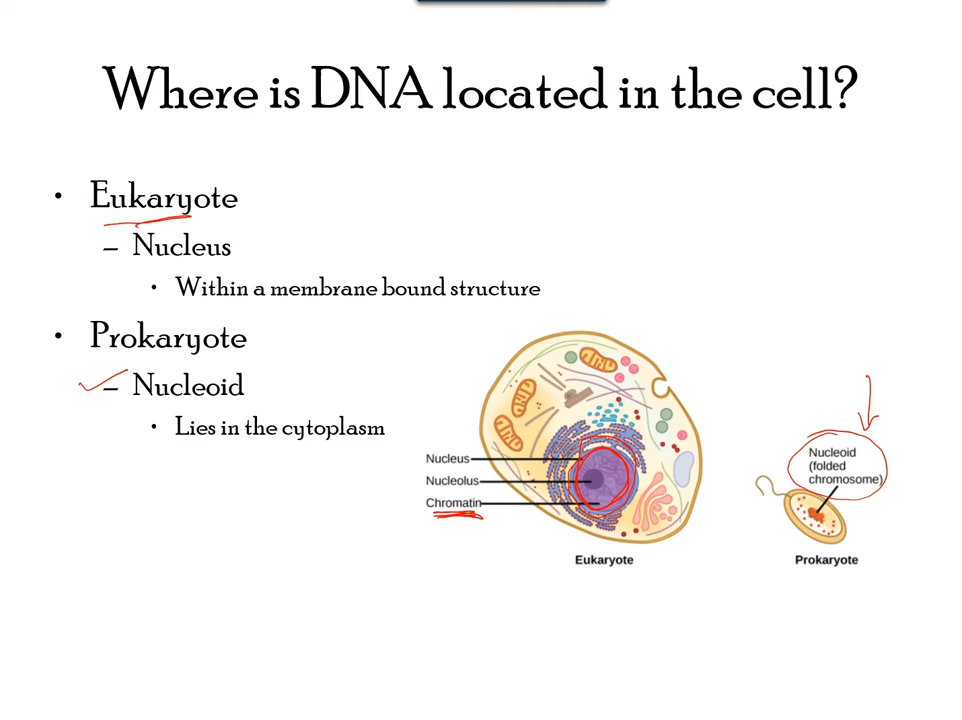 Where is DNA located in the cell?
• Eukaryote
– Nucleus
• Within a membrane bound structure
• Prokaryote
– Nucleoid
• Lies in the cytoplasm
Nucleus
Nucleolus
Chromatin
Eukaryote
Nucleoid
(folded
chromosome)
Prokaryote